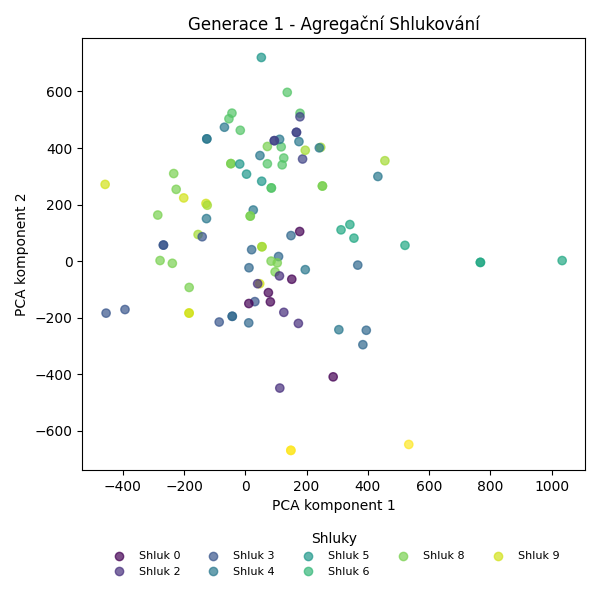 Generace 1 - Agregační Shlukování
PCA komponent 2
600
400
200
0
−200
−400
−600
−400 −200 0 200 400 600 800 1000
PCA komponent 1
Shluky
Shluk 0 Shluk 3 Shluk 5 Shluk 8 Shluk 9
Shluk 2 Shluk 4 Shluk 6